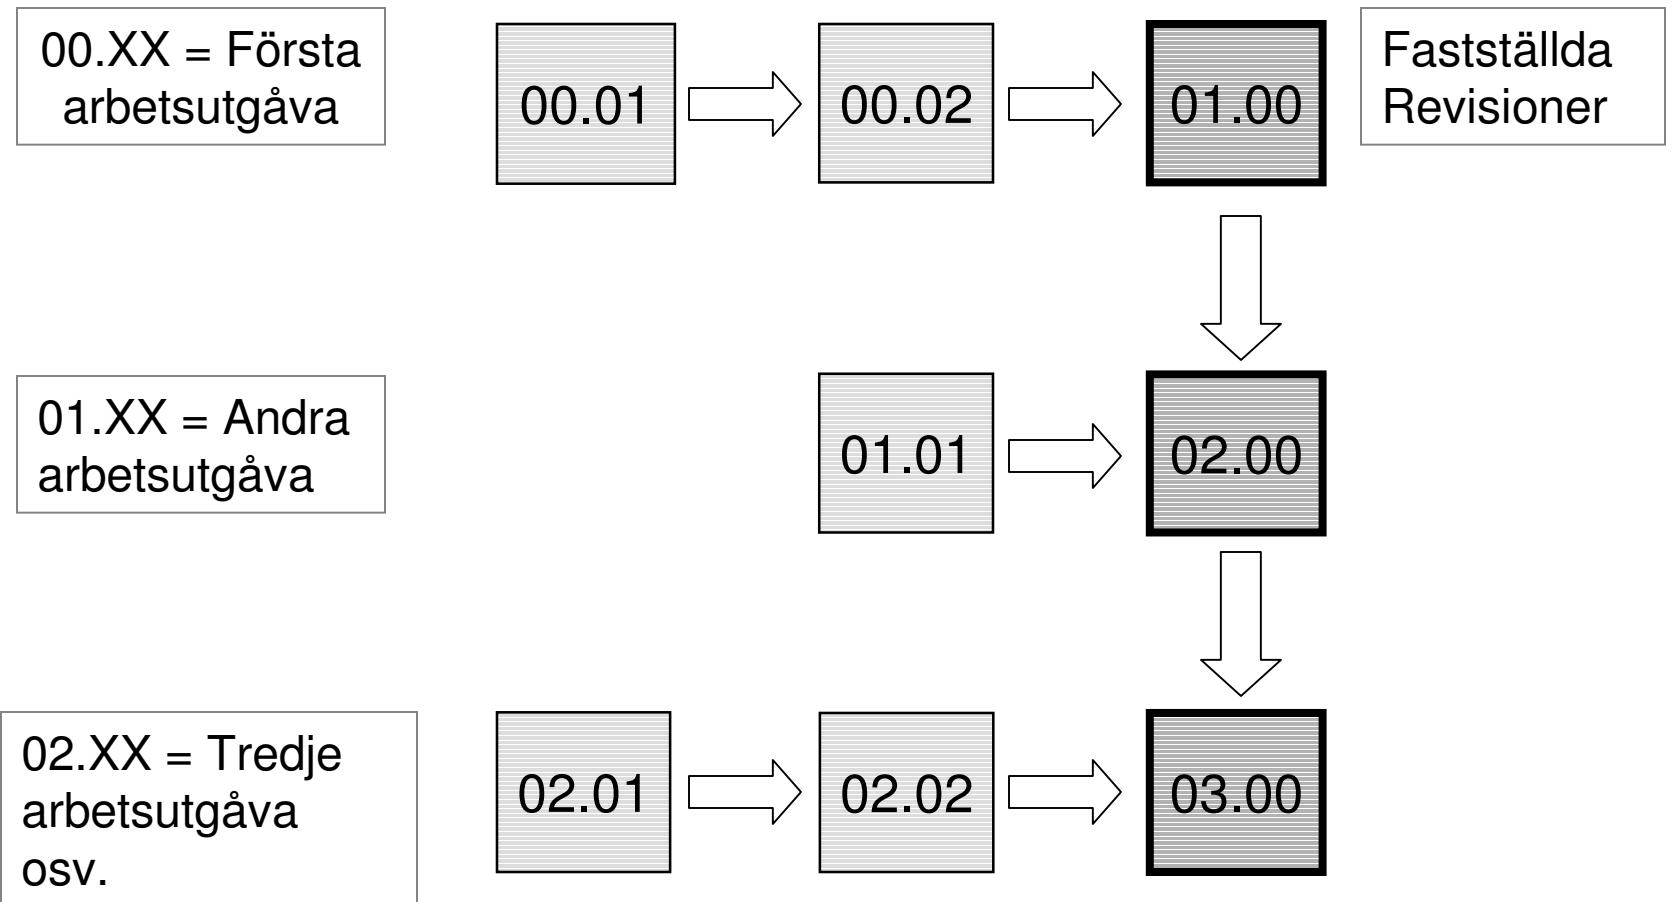 00.XX = Första
arbetsutgåva
00.01
00.02
01.00
Fastställda
Revisioner
01.XX = Andra
arbetsutgåva
01.01
02.00
02.XX = Tredje
arbetsutgåva
osv.
02.01
02.02
03.00